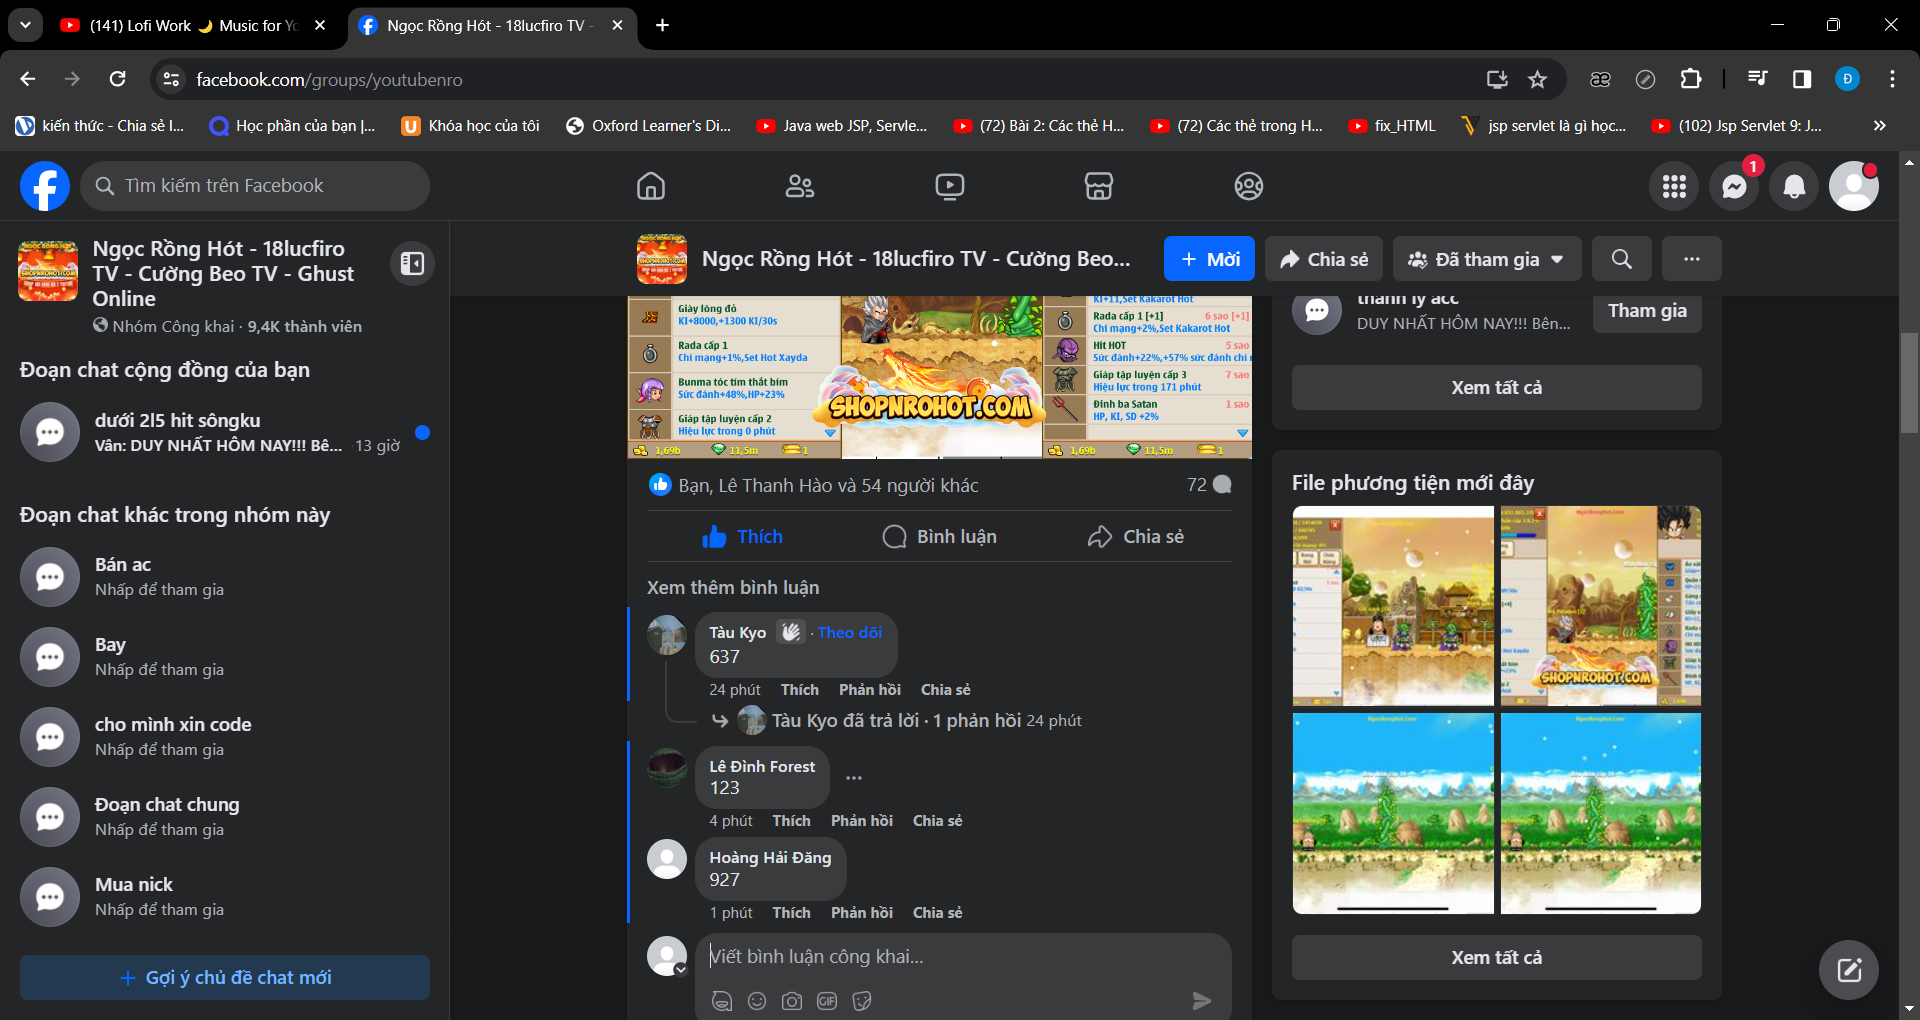 (141) Lofi Work 🌙 Music for Yo
Ngọc Rồng Hót - 18lucfiro TV -
facebook.com/groups/youtubenro
kiến thức - Chia sẻ l...
Học phần của bạn |...
Khóa học của tôi
Oxford Learner's Di...
Java web JSP, Servle...
(72) Bài 2: Các thẻ H...
(72) Các thẻ trong H...
fix_HTML
jsp servlet là gì học...
(102) Jsp Servlet 9: J...
Tìm kiếm trên Facebook
1
Ngọc Rồng Hót - 18lucfiro
TV - Cường Beo TV - Ghust
Online
Nhóm Công khai · 9,4K thành viên
Đoạn chat cộng đồng của bạn
dưới 2l5 hit sôngku
Vân: DUY NHẤT HÔM NAY!!! Bê... 13 giờ
Đoạn chat khác trong nhóm này
Bán ac
Nhấp để tham gia
Bay
Nhấp để tham gia
cho mình xin code
Nhấp để tham gia
Đoạn chat chung
Nhấp để tham gia
Mua nick
Nhấp để tham gia
+ Gợi ý chủ đề chat mới
Ngọc Rồng Hót - 18lucfiro TV - Cường Beo...
+ Mời
Chia sẻ
Đã tham gia
Giày lông đỏ
KI+8000,+1300 KI/30s
Rada cấp 1
Chí mạng+1%,Set Hot Xayda
Bunma tóc tím thắt bím
Sức đánh+48%,HP+23%
Giáp tập luyện cấp 2
Hiệu lực trong 0 phút
1,69b 11,5m 1
SHOPNROHOT.COM
KI+11,Set Kakarot Hot
Rada cấp 1 [+1] 6 sao [+1]
Chí mạng+2%,Set Kakarot Hot
Hit HOT 5 sao
Sức đánh+22%,+57% sức đánh chí
Giáp tập luyện cấp 3 7 sao
Hiệu lực trong 171 phút
Đinh ba Satan 1 sao
HP, KI, SD +2%
1,69b 11,5m 1
Bạn, Lê Thanh Hào và 54 người khác
72
Thích
Bình luận
Chia sẻ
Xem thêm bình luận
Tàu Kyo 👋 · Theo dõi
637
24 phút Thích Phản hồi Chia sẻ
Tàu Kyo đã trả lời · 1 phản hồi 24 phút
Lê Đình Forest
123
4 phút Thích Phản hồi Chia sẻ
Hoàng Hải Đăng
927
1 phút Thích Phản hồi Chia sẻ
Viết bình luận công khai...
GIF
thanh lý acc
DUY NHẤT HÔM NAY!!! Bên...
Tham gia
Xem tất cả
File phương tiện mới đây
SHOPNROHOT.COM
Xem tất cả